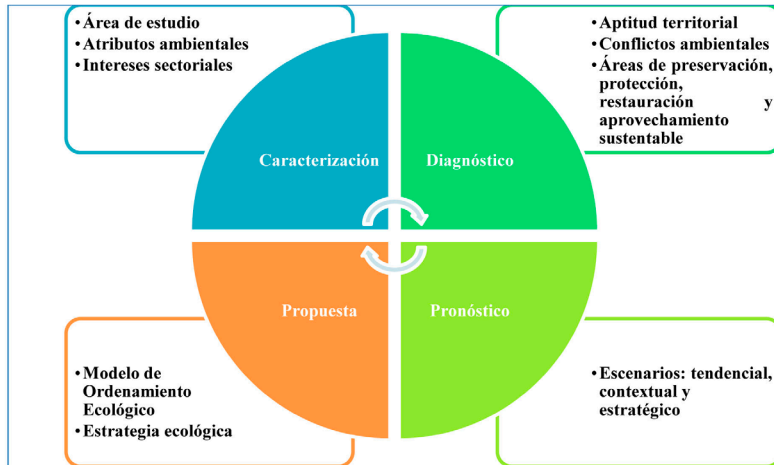 • Área de estudio
• Atributos ambientales
• Intereses sectoriales
• Aptitud territorial
• Conflictos ambientales
• Áreas de preservación,
protección,
restauración y
aprovechamiento
sustentable
Caracterización
Diagnóstico
Propuesta
Pronóstico
• Modelo de
Ordenamiento
Ecológico
• Estrategia ecológica
• Escenarios: tendencial,
contextual y
estratégico